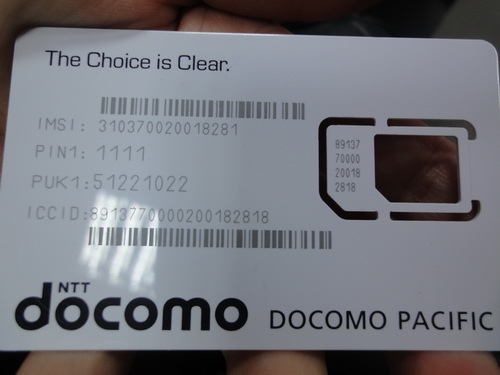 The Choice is Clear.
IMSI: 310370020018281
PIN1: 1111
PUK1:51221022
ICCID:8913770000200182818
89137
70000
20018
2818
NTT
docomo DOCOMO PACIFIC